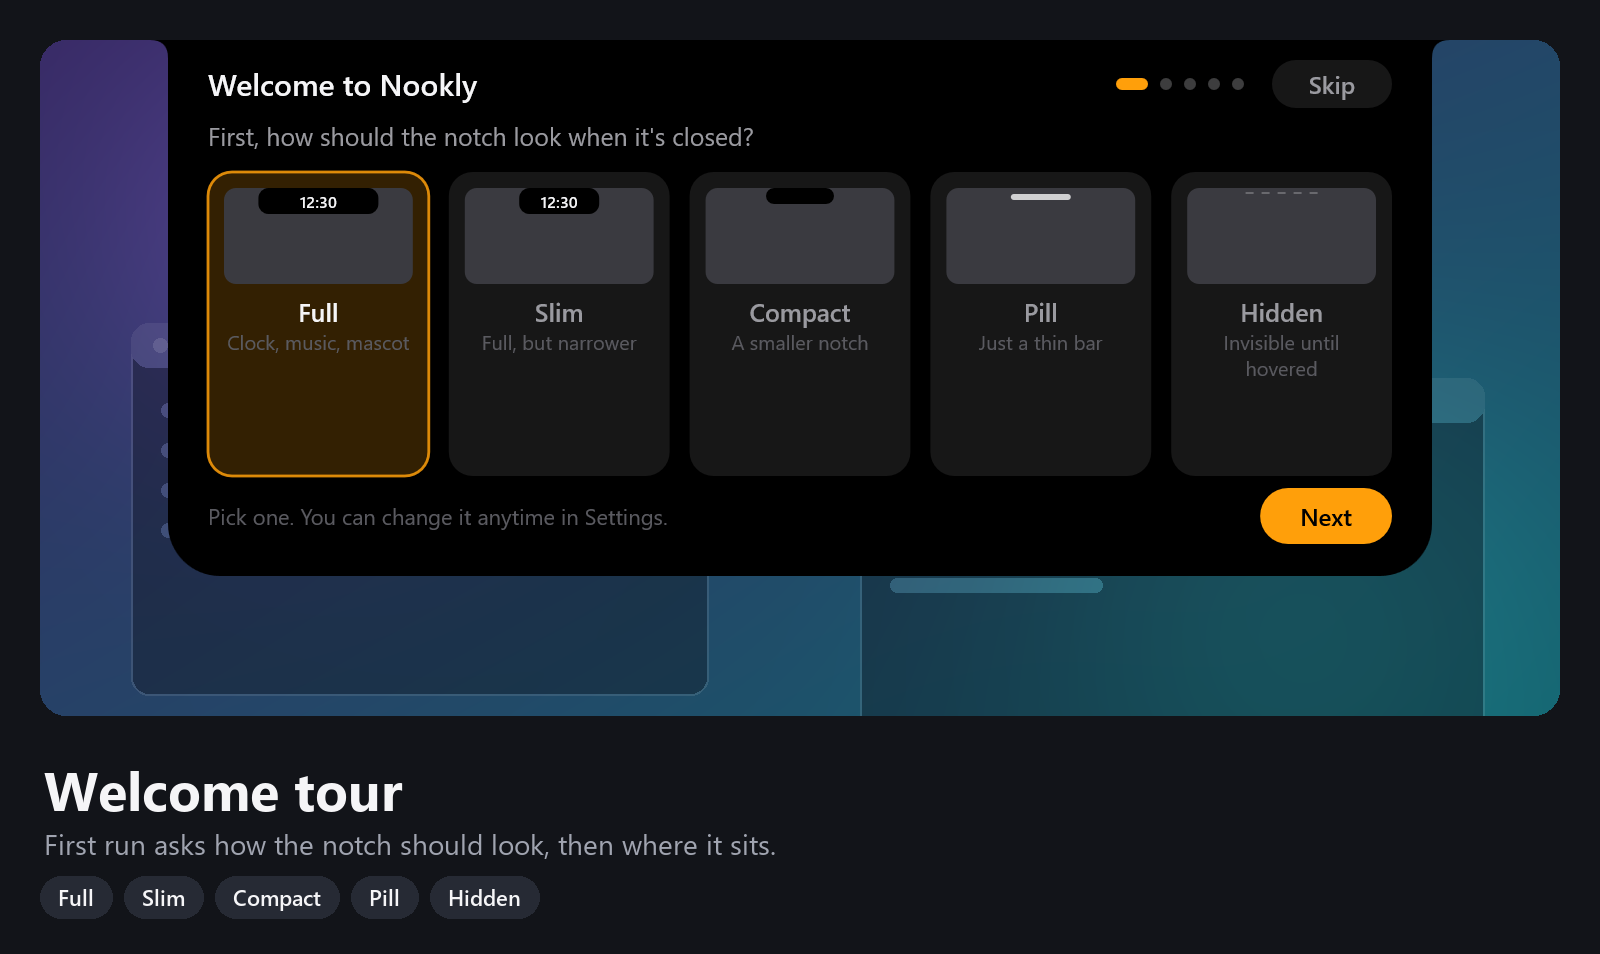 Welcome to Nookly
Skip
First, how should the notch look when it's closed?
12:30
Full
Clock, music, mascot
12:30
Slim
Full, but narrower
Compact
A smaller notch
Pill
Just a thin bar
Hidden
Invisible until
hovered
Pick one. You can change it anytime in Settings.
Next
Welcome tour
First run asks how the notch should look, then where it sits.
Full
Slim
Compact
Pill
Hidden